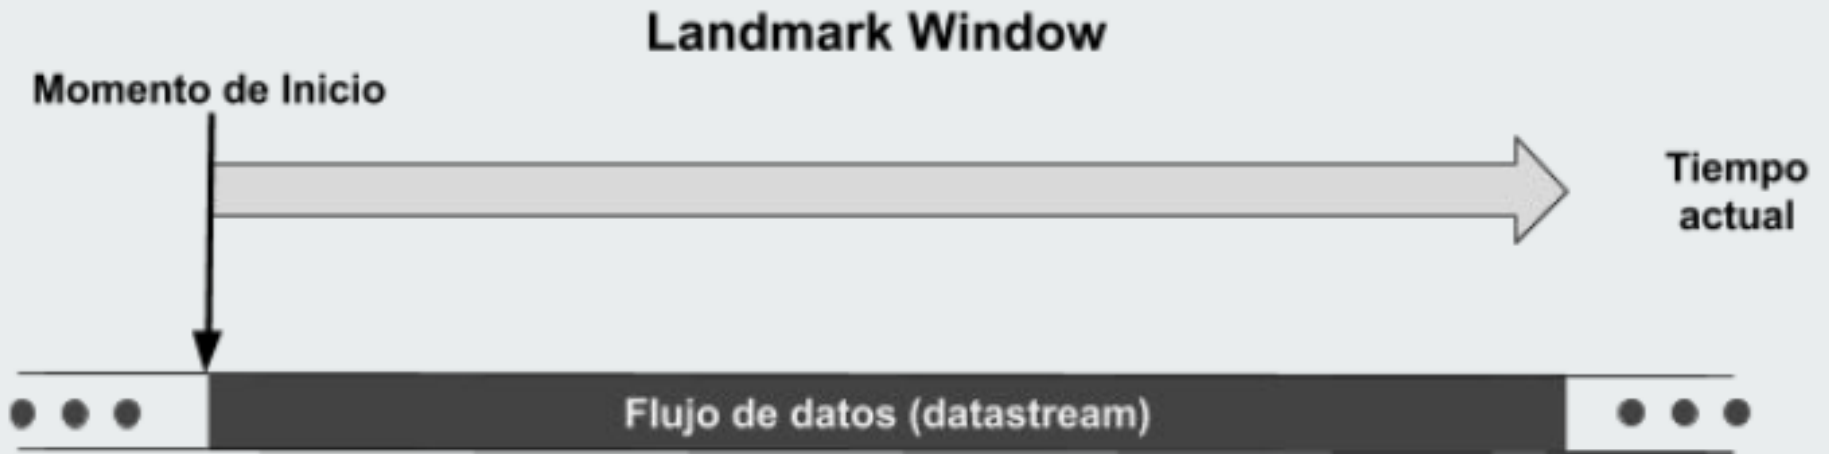 Landmark Window
Momento de Inicio
Tiempo
actual
Flujo de datos (datastream)